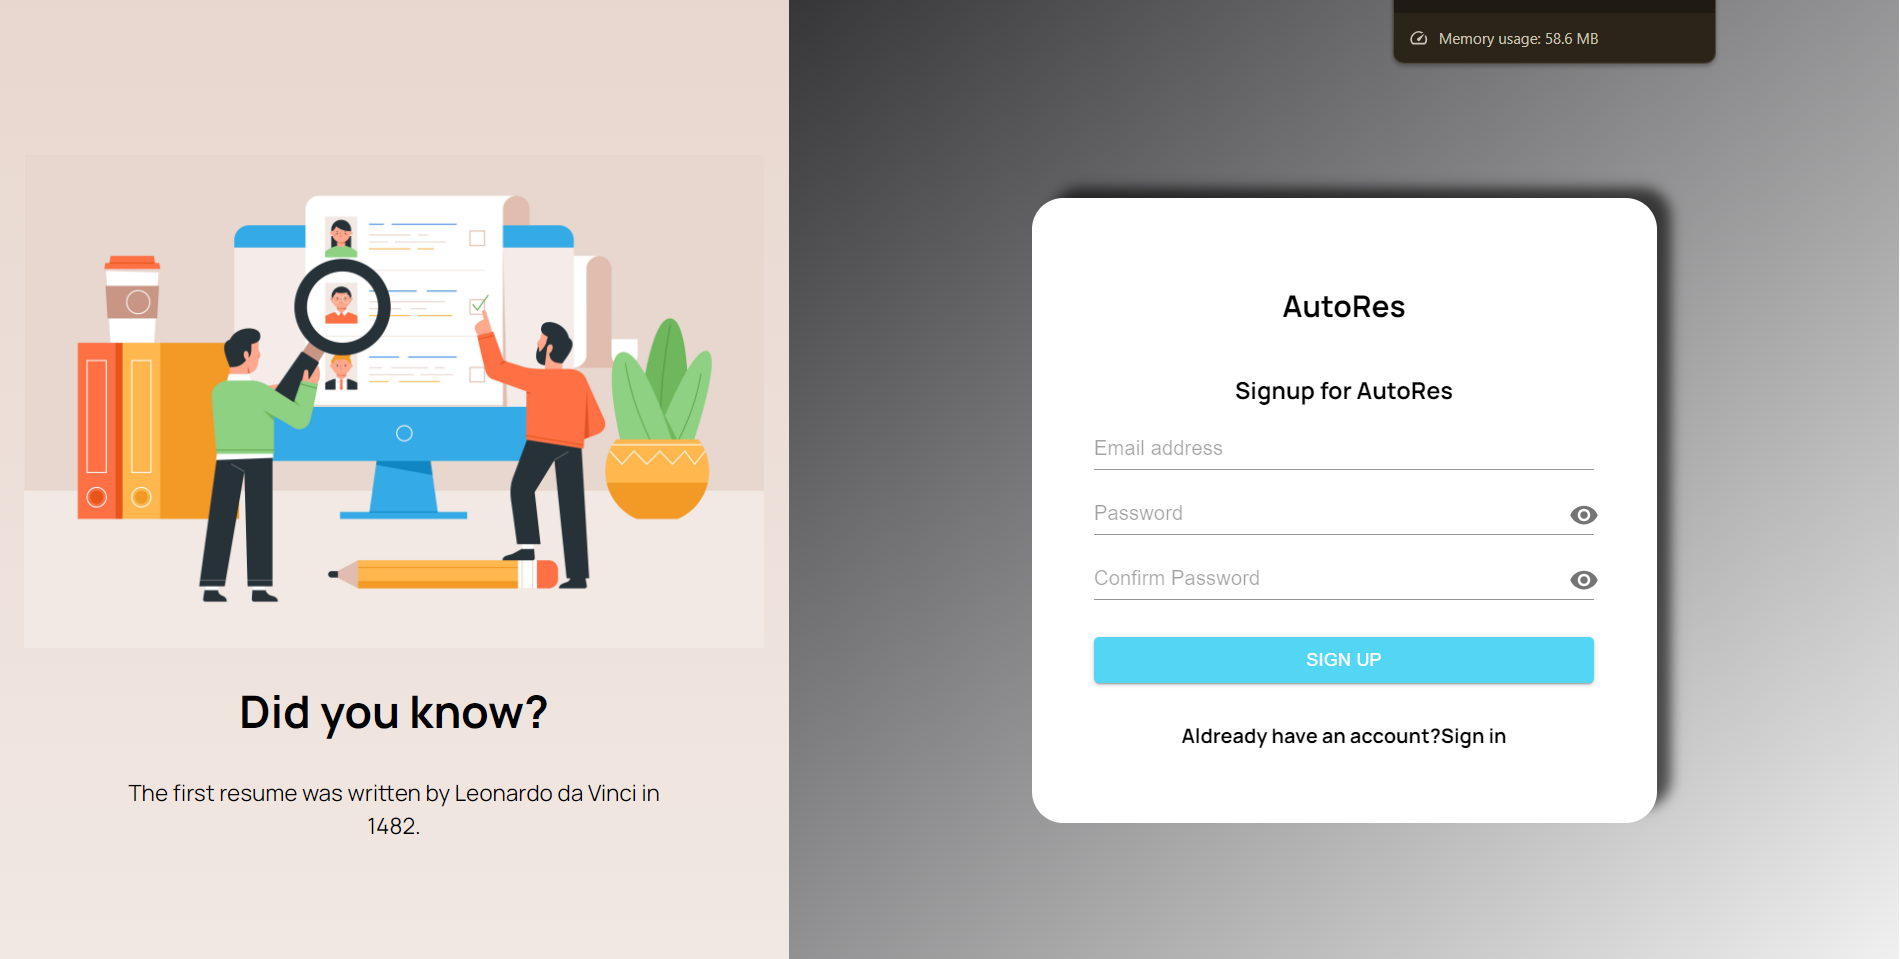 Memory usage: 58.6 MB
Did you know?
The first resume was written by Leonardo da Vinci in
1482.
AutoRes
Signup for AutoRes
Email address
Password
Confirm Password
SIGN UP
Aldready have an account?Sign in